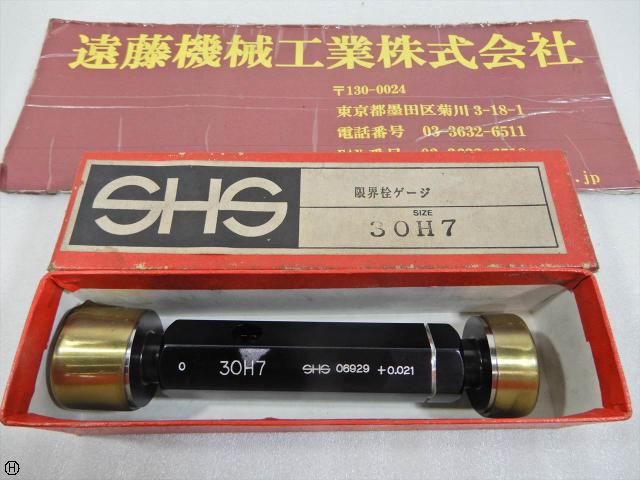 遠藤機械工業株式会社
〒130-0024
東京都墨田区菊川3-18-1
電話番号 03-3632-6511
.jp
SHS
限界栓ゲージ
SIZE
30H7
0 30H7 SHS 06929 +0.021
H